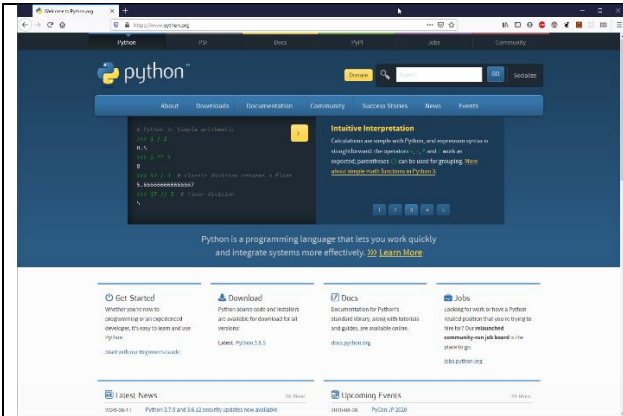 Welcome to Python.org
https://www.python.org
Python PSF Docs PyPI Jobs Community
python™
Donate Search GO Socialize
About Downloads Documentation Community Success Stories News Events
# Python 3: Simple arithmetic
>>> 1 / 2
0.5
>>> 2 ** 3
8
>>> 17 / 3 # classic division returns a float
5.666666666666667
>>> 17 // 3 # floor division
5
Intuitive Interpretation
Calculations are simple with Python, and expression syntax is
straightforward: the operators +, -, * and / work as
expected; parentheses () can be used for grouping. More
about simple math functions in Python 3.
1 2 3 4 5
Python is a programming language that lets you work quickly
and integrate systems more effectively. >>> Learn More
Get Started
Whether you're new to
programming or an experienced
developer, it's easy to learn and use
Python.
Start with our Beginner's Guide
Download
Python source code and installers
are available for download for all
versions!
Latest: Python 3.8.5
Docs
Documentation for Python's
standard library, along with tutorials
and guides, are available online.
docs.python.org
Jobs
Looking for work or have a Python
related position that you're trying to
hire for? Our relaunched
community-run job board is the
place to go.
jobs.python.org
Latest News More
Python 3.7.9 and 3.6.12 security updates now available
Upcoming Events More
PyCon JP 2020